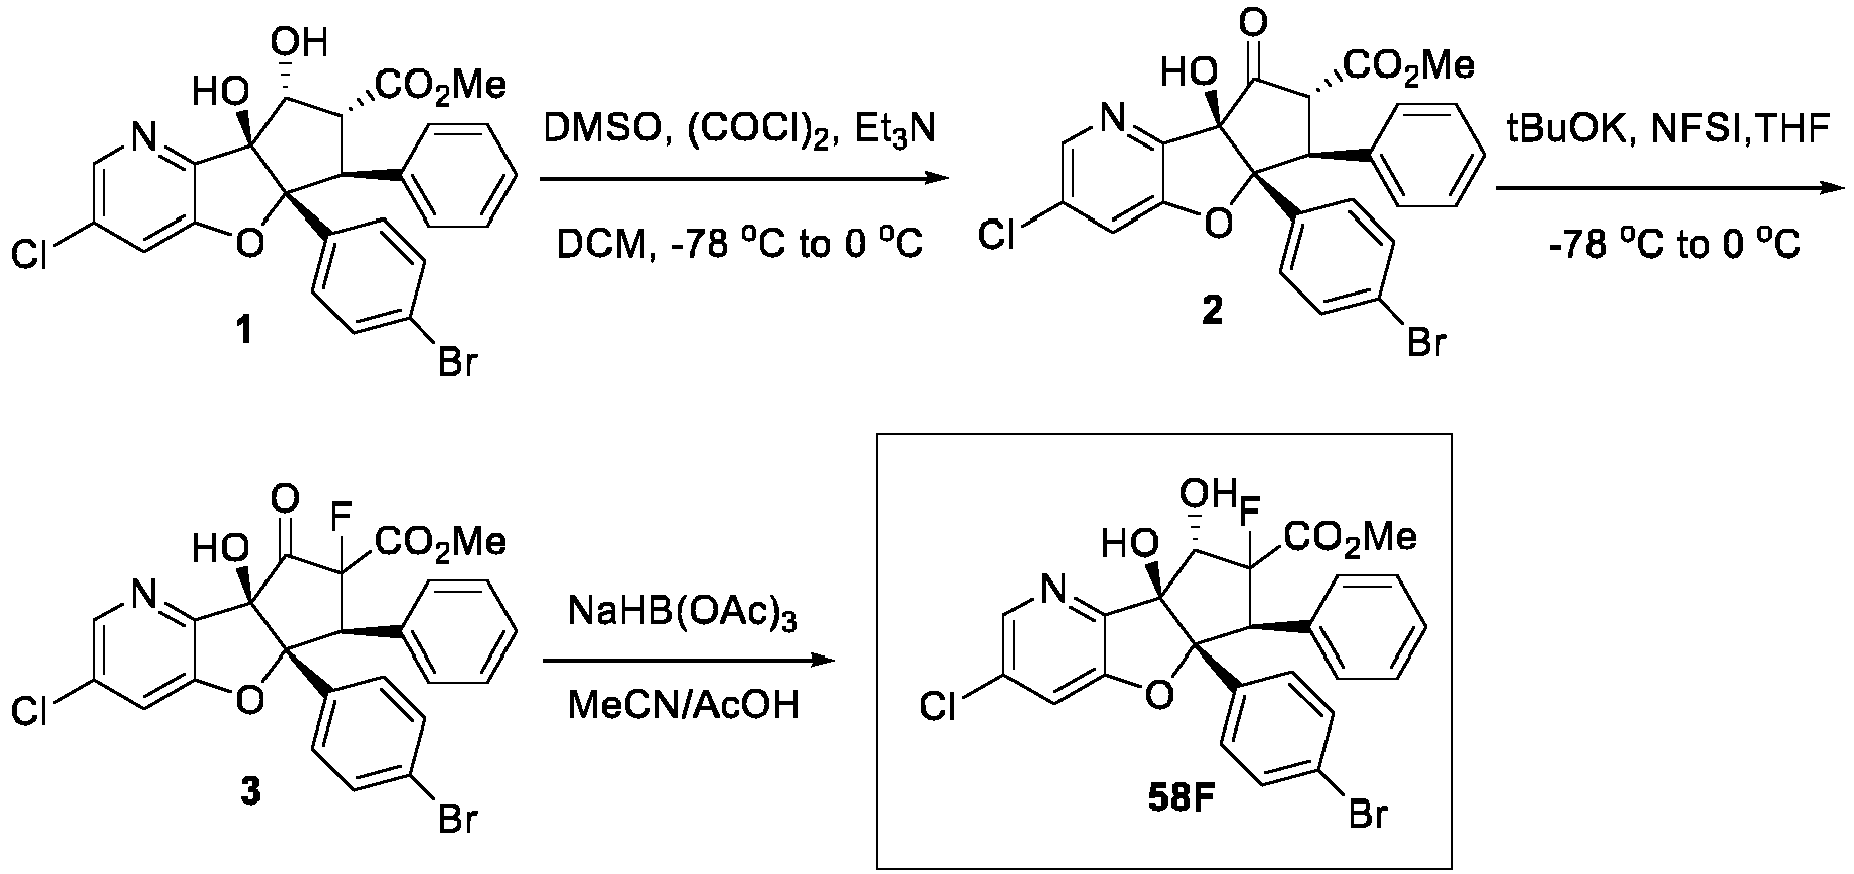 OH
HO
CO2Me
N
Cl
O
Br
1
DMSO, (COCl)2, Et3N
DCM, -78 oC to 0 oC
O
HO
CO2Me
N
Cl
O
Br
2
tBuOK, NFSI,THF
-78 oC to 0 oC
O
F
HO
CO2Me
N
Cl
O
Br
3
NaHB(OAc)3
MeCN/AcOH
OH
F
HO
CO2Me
N
Cl
O
Br
58F